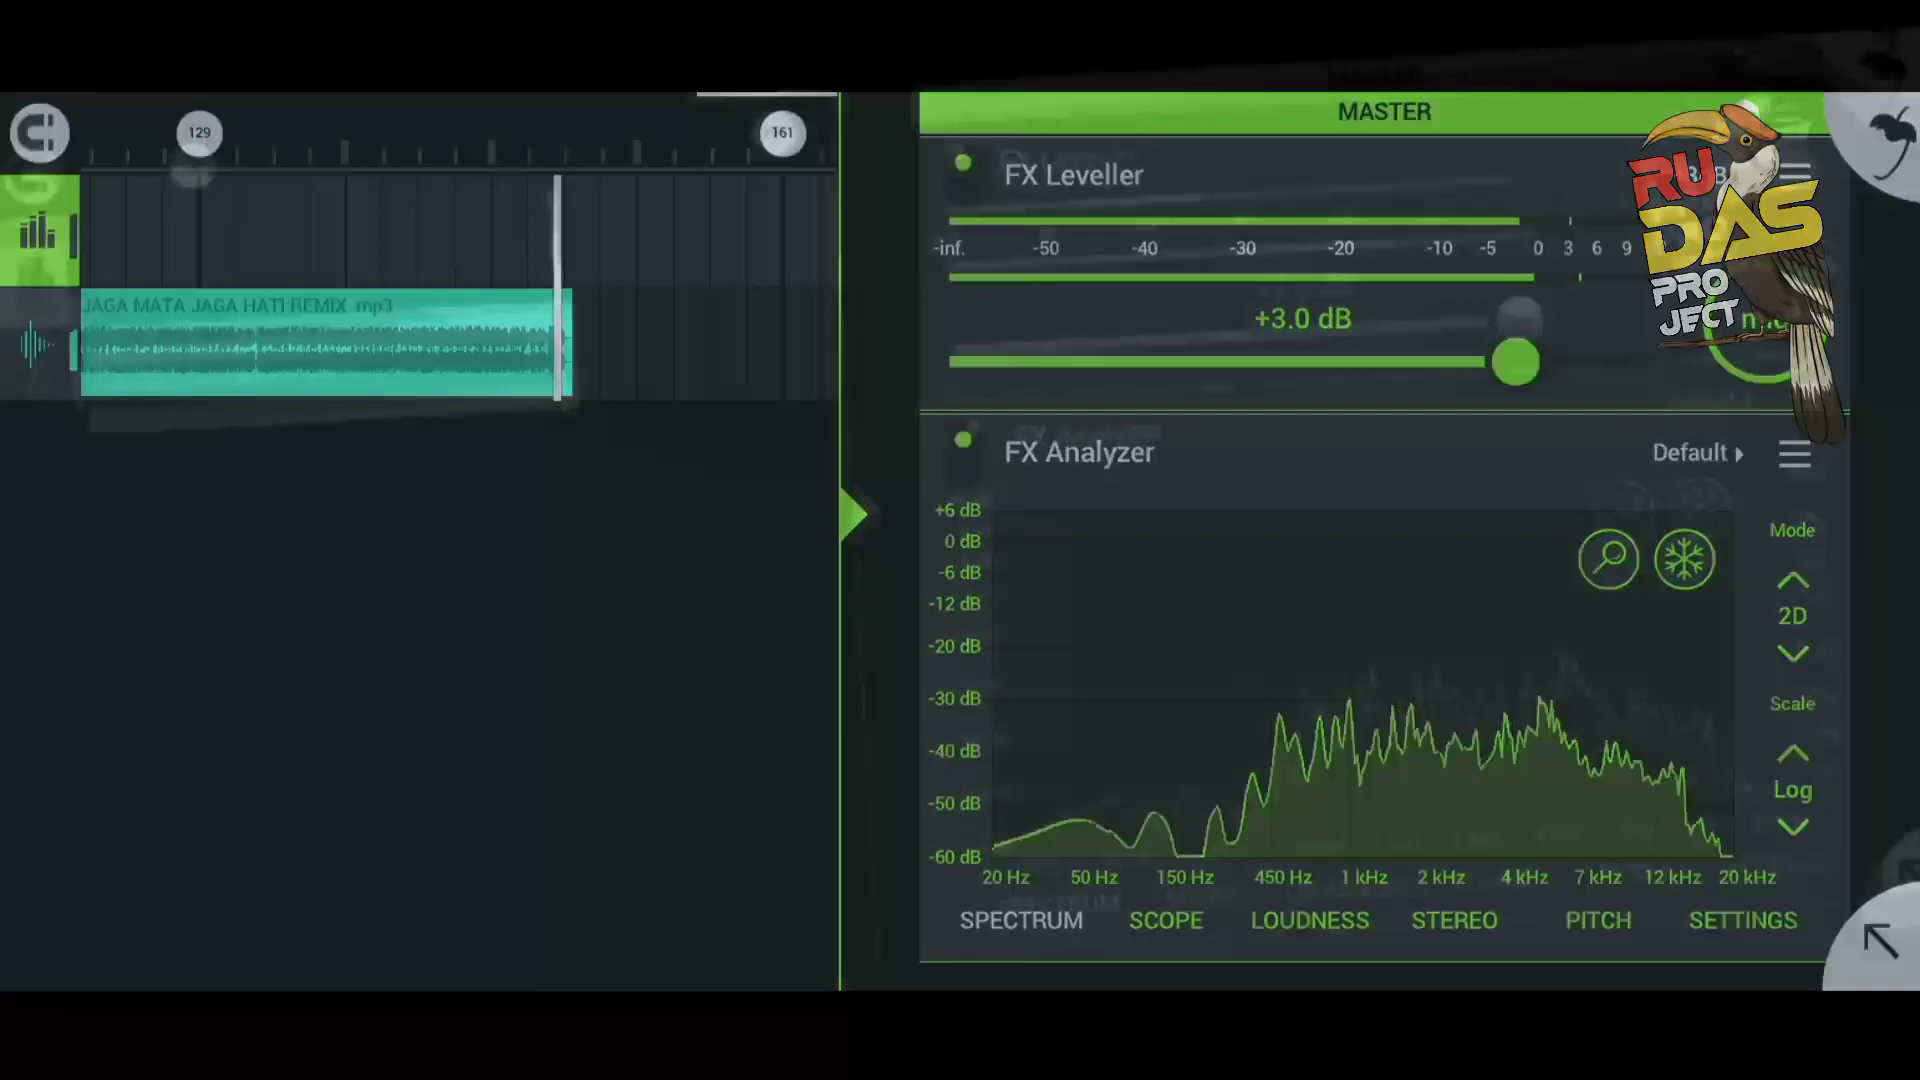 MASTER
129
161
FX Leveller
-inf. -50 -40 -30 -20 -10 -5 0 3 6 9
+3.0 dB
JAGA MATA JAGA HATI REMIX mp3
RU
DAS
PRO
JECT
FX Analyzer
Default
+6 dB
0 dB
-6 dB
-12 dB
-20 dB
-30 dB
-40 dB
-50 dB
-60 dB
Mode
2D
Scale
Log
20 Hz 50 Hz 150 Hz 450 Hz 1 kHz 2 kHz 4 kHz 7 kHz 12 kHz 20 kHz
SPECTRUM SCOPE LOUDNESS STEREO PITCH SETTINGS